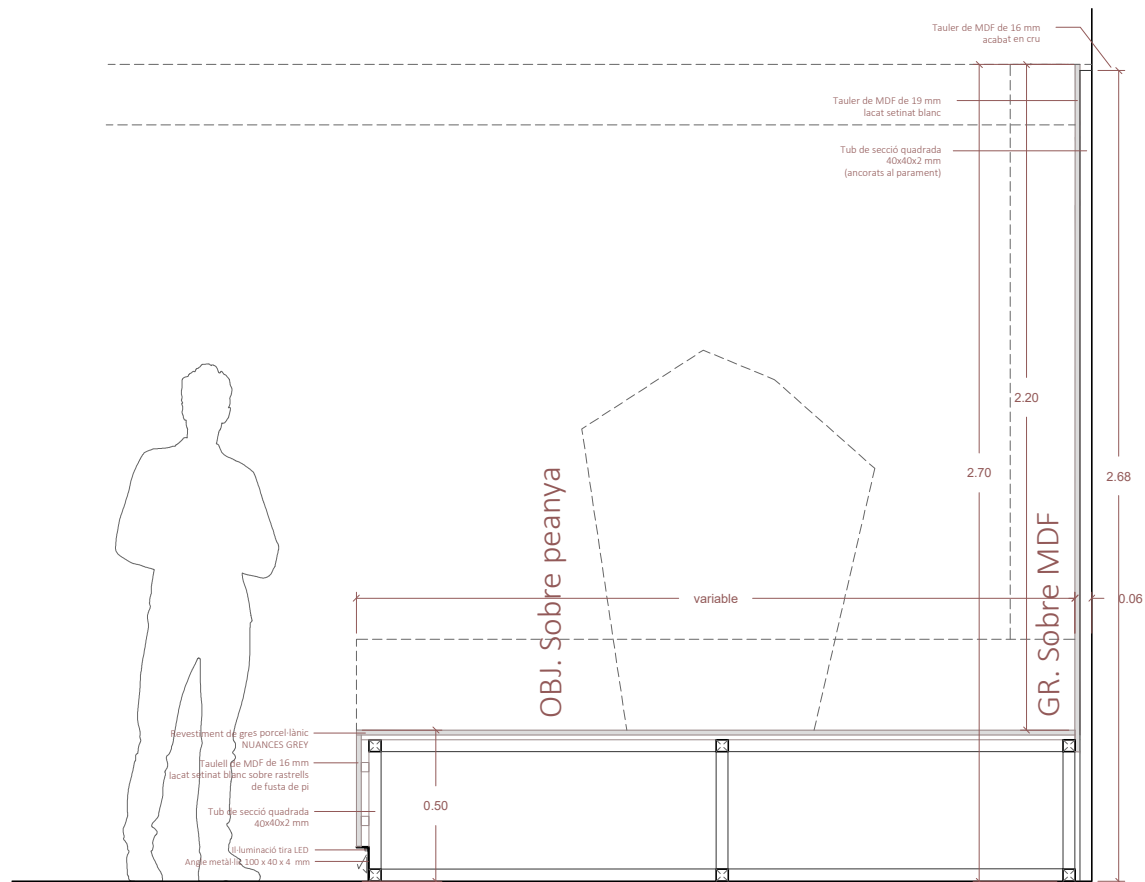 Tauler de MDF de 16 mm
acabat en cru
Tauler de MDF de 19 mm
lacat setinat blanc
Tub de secció quadrada
40x40x2 mm
(ancorats al parament)
2.20
2.70
2.68
OBJ. Sobre peanya
GR. Sobre MDF
variable
0.06
Revestiment de gres porcel·lànic
NUANCES GREY
Taulell de MDF de 16 mm
lacat setinat blanc sobre rastrells
de fusta de pi
Tub de secció quadrada
40x40x2 mm
0.50
Il·luminació tira LED
Angle metàl·lic 100 x 40 x 4 mm